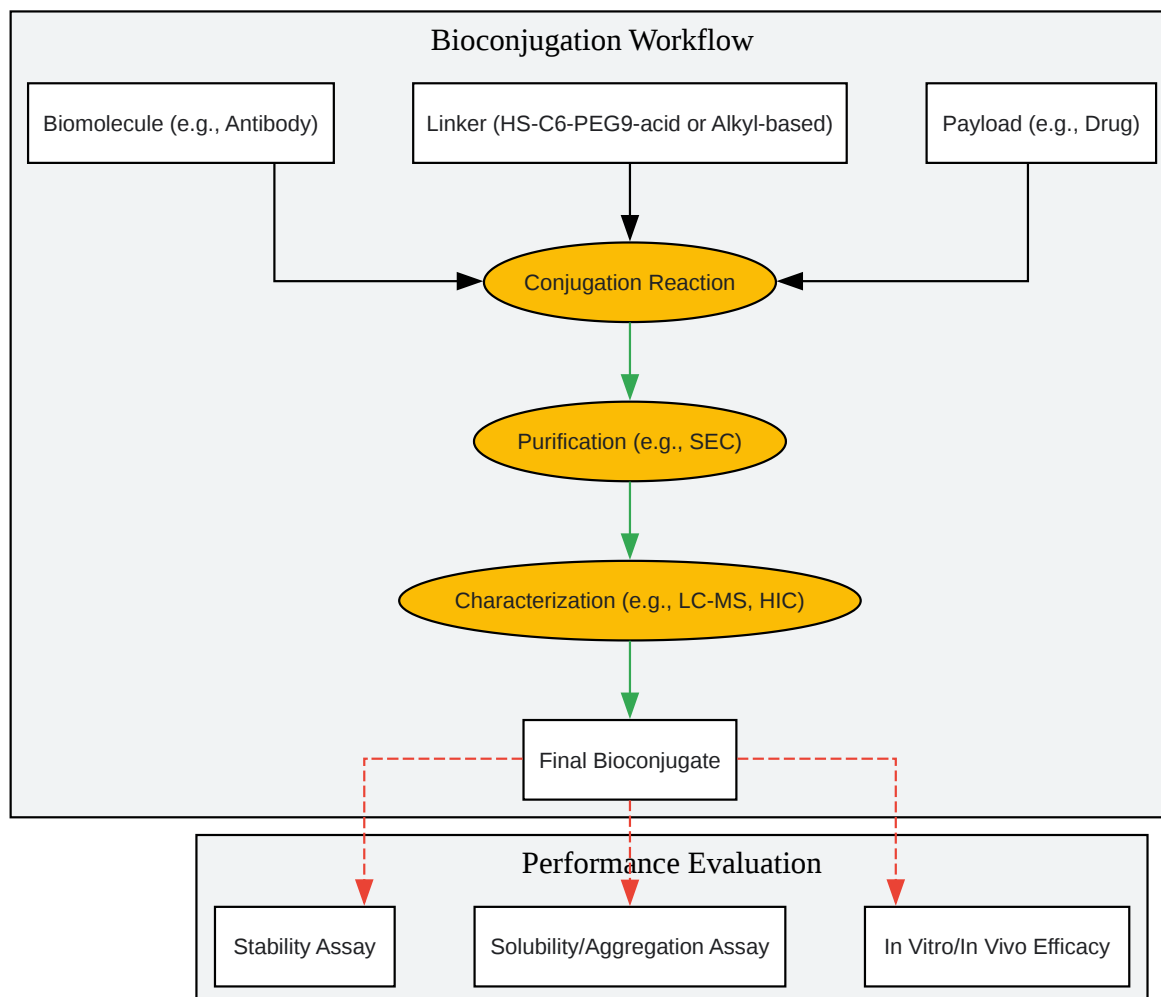 Bioconjugation Workflow
Biomolecule (e.g., Antibody)
Linker (HS-C6-PEG9-acid or Alkyl-based)
Payload (e.g., Drug)
Conjugation Reaction
Purification (e.g., SEC)
Characterization (e.g., LC-MS, HIC)
Final Bioconjugate
Performance Evaluation
Stability Assay
Solubility/Aggregation Assay
In Vitro/In Vivo Efficacy